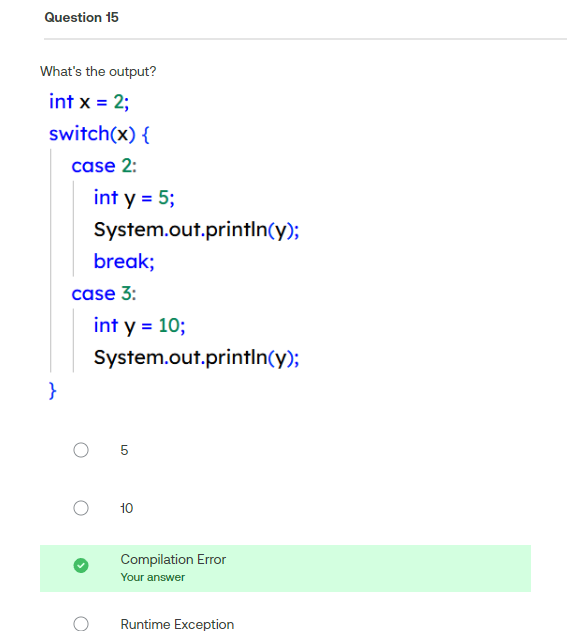 Question 15
What's the output?
int x = 2;
switch(x) {
case 2:
int y = 5;
System.out.println(y);
break;
case 3:
int y = 10;
System.out.println(y);
}
5
10
Compilation Error
Your answer
Runtime Exception